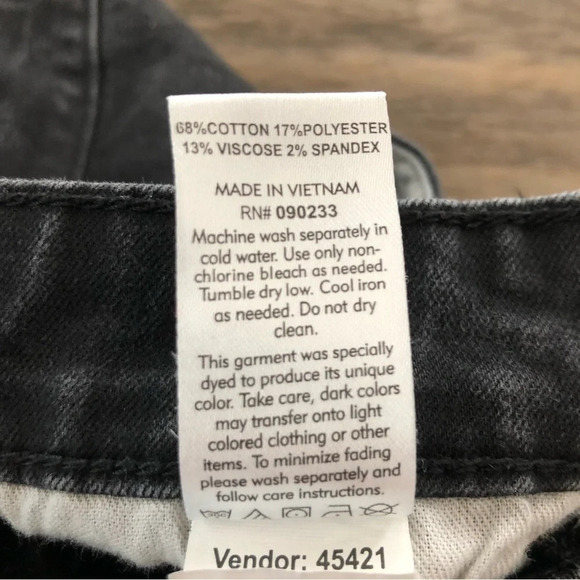 68%COTTON 17%POLYESTER
13% VISCOSE 2% SPANDEX
MADE IN VIETNAM
RN# 090233
Machine wash separately in
cold water. Use only non-
chlorine bleach as needed.
Tumble dry low. Cool iron
as needed. Do not dry
clean.
This garment was specially
dyed to produce its unique
color. Take care, dark colors
may transfer onto light
colored clothing or other
items. To minimize fading
please wash separately and
follow care instructions.
Vendor: 45421